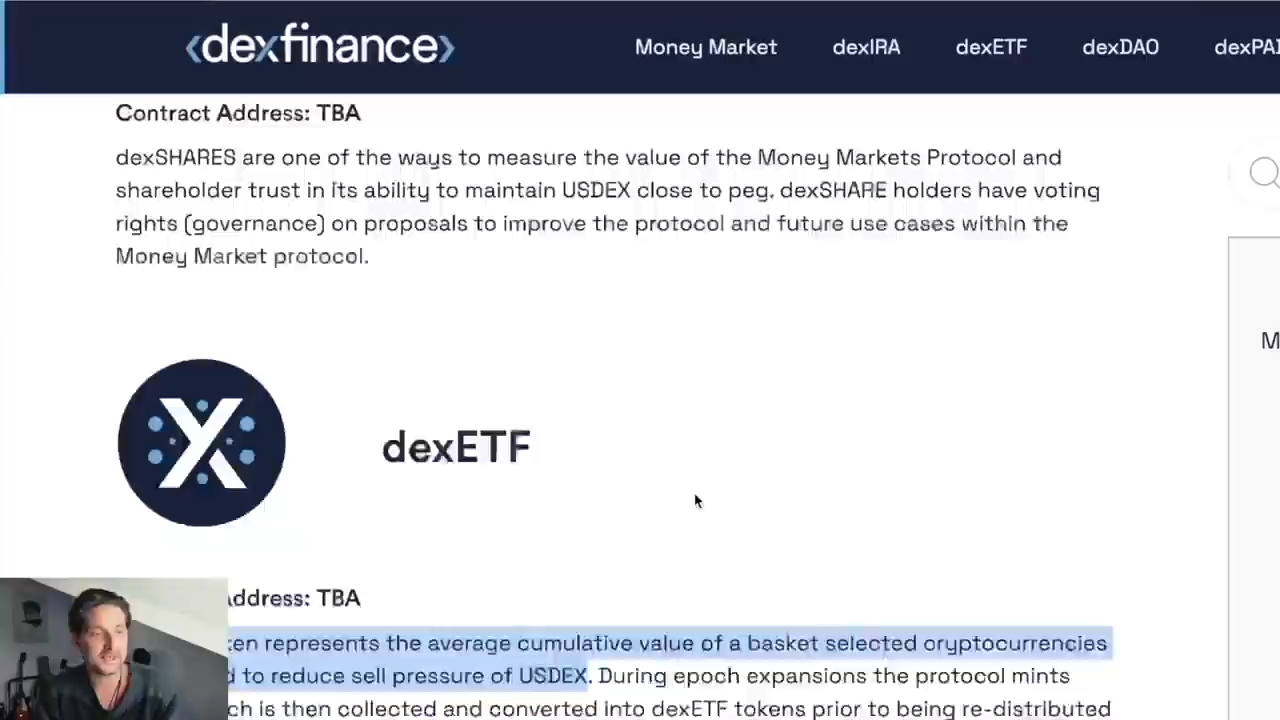 ‹dexfinance›
Money Market dexIRA dexETF dexDAO
Contract Address: TBA
dexSHARES are one of the ways to measure the value of the Money Markets Protocol and
shareholder trust in its ability to maintain USDEX close to peg. dexSHARE holders have voting
rights (governance) on proposals to improve the protocol and future use cases within the
Money Market protocol.
dexETF
Address: TBA
represents the average cumulative value of a basket selected cryptocurrencies
to reduce sell pressure of USDEX. During epoch expansions the protocol mints
is then collected and converted into dexETF tokens prior to being re-distributed